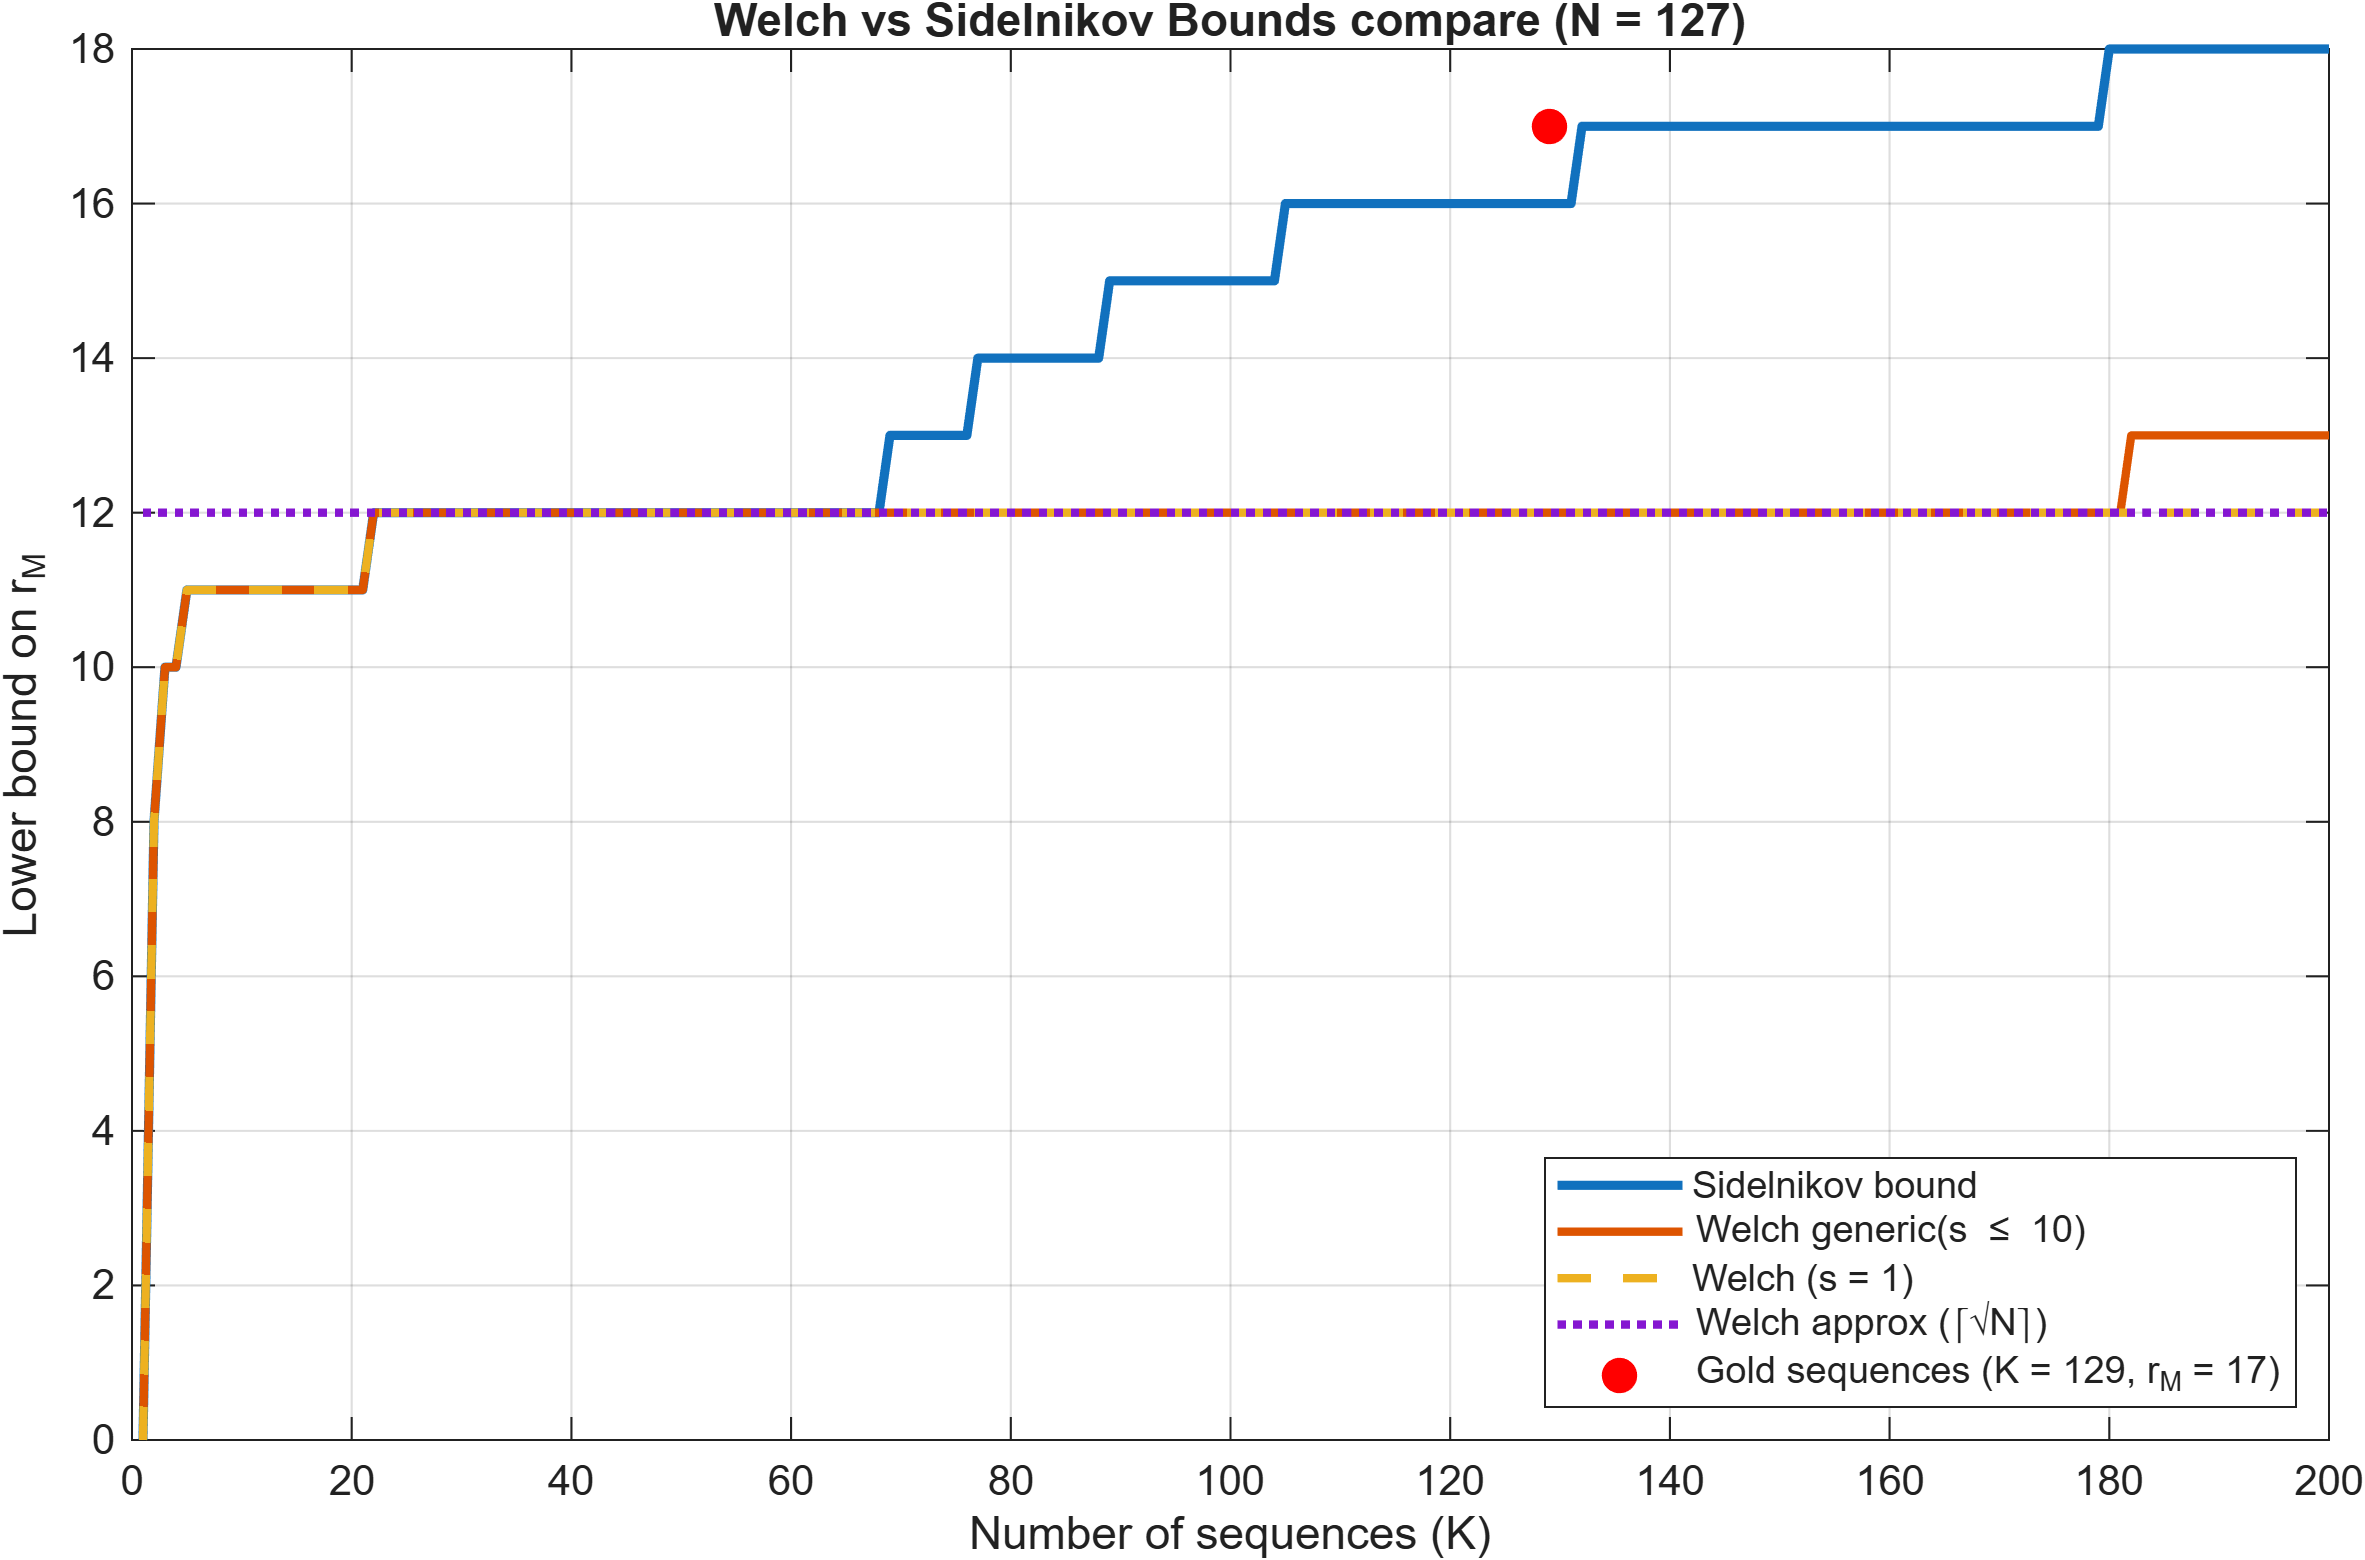 Welch vs Sidelnikov Bounds compare (N = 127)
18
16
14
12
10
8
6
4
2
0
Lower bound on r_M
0 20 40 60 80 100 120 140 160 180 200
Number of sequences (K)
Sidelnikov bound
Welch generic(s ≤ 10)
Welch (s = 1)
Welch approx (⌈√N⌉)
Gold sequences (K = 129, r_M = 17)